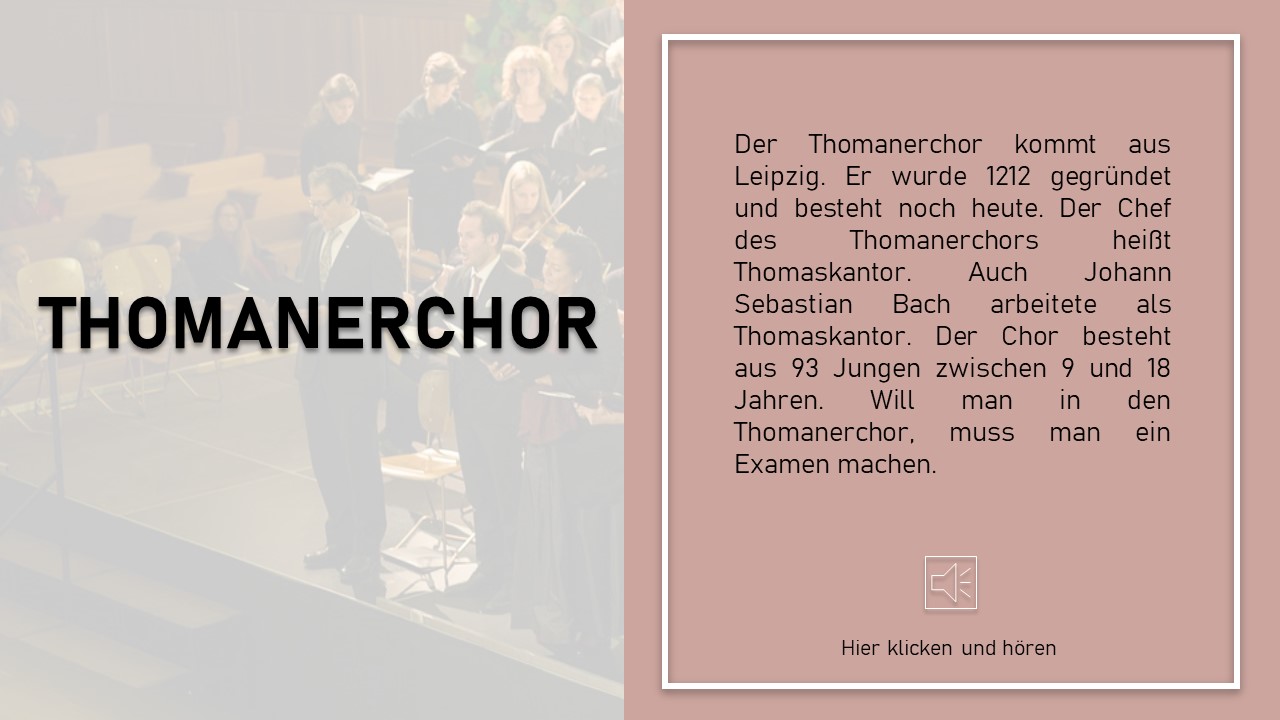 THOMANERCHOR
Der Thomanerchor kommt aus
Leipzig. Er wurde 1212 gegründet
und besteht noch heute. Der Chef
des Thomanerchors heißt
Thomaskantor. Auch Johann
Sebastian Bach arbeitete als
Thomaskantor. Der Chor besteht
aus 93 Jungen zwischen 9 und 18
Jahren. Will man in den
Thomanerchor, muss man ein
Examen machen.
Hier klicken und hören